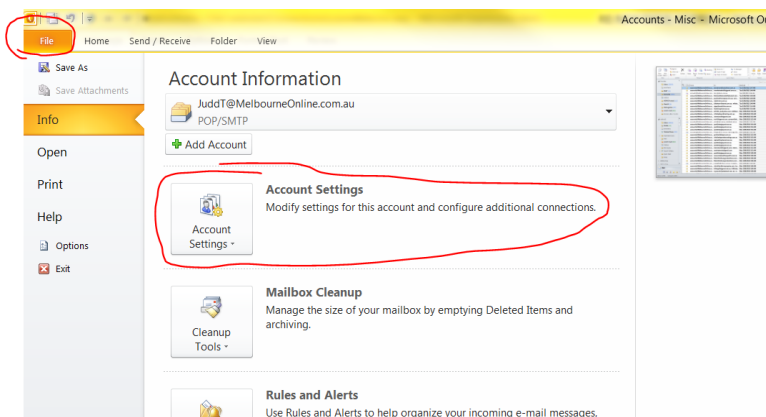 Accounts - Misc - Microsoft Ou
File Home Send / Receive Folder View
Save As
Save Attachments
Info
Open
Print
Help
Options
Exit
Account Information
JuddT@MelbourneOnline.com.au
POP/SMTP
Add Account
Account Settings
Modify settings for this account and configure additional connections.
Account
Settings
Mailbox Cleanup
Manage the size of your mailbox by emptying Deleted Items and
archiving.
Cleanup
Tools
Rules and Alerts
Use Rules and Alerts to help organize your incoming e-mail messages,